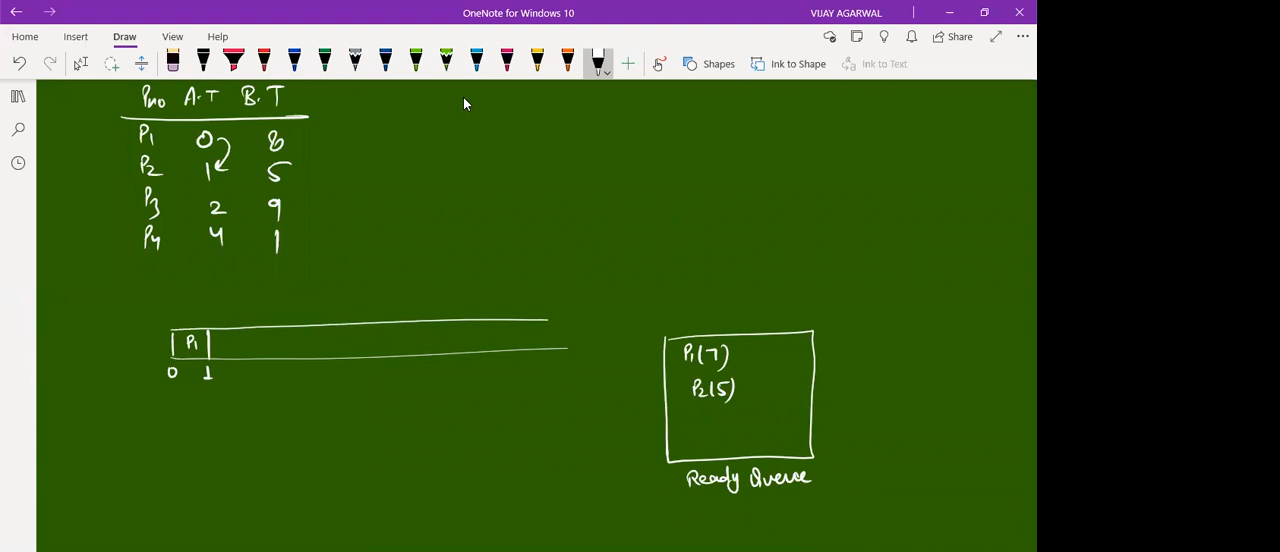 OneNote for Windows 10
VIJAY AGARWAL
Home Insert Draw View Help
Share
Shapes Ink to Shape Ink to Text
Pno A.T B.T
P1 0 8
P2 1 5
P3 2 9
P4 4 1
P1
0 1
P1(7)
P2(5)
Ready Queue